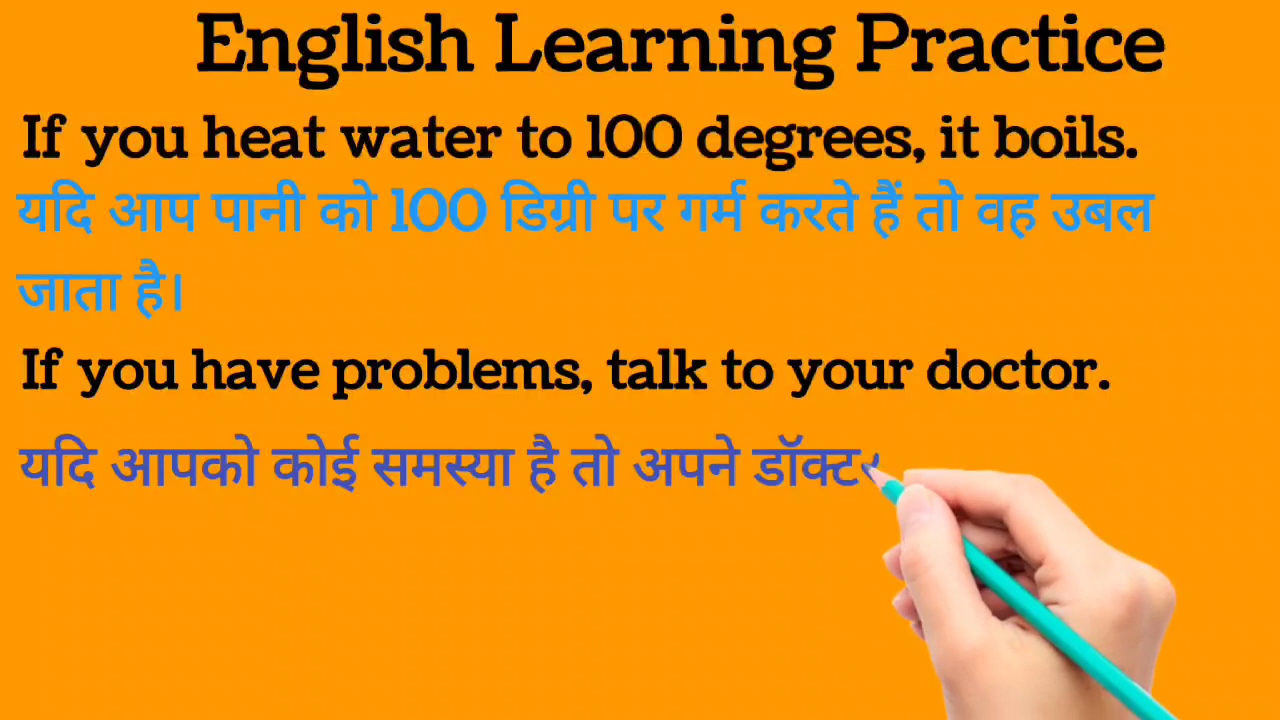 English Learning Practice
If you heat water to 100 degrees, it boils.
यदि आप पानी को 100 डिग्री पर गर्म करते हैं तो वह उबल
जाता है।
If you have problems, talk to your doctor.
यदि आपको कोई समस्या है तो अपने